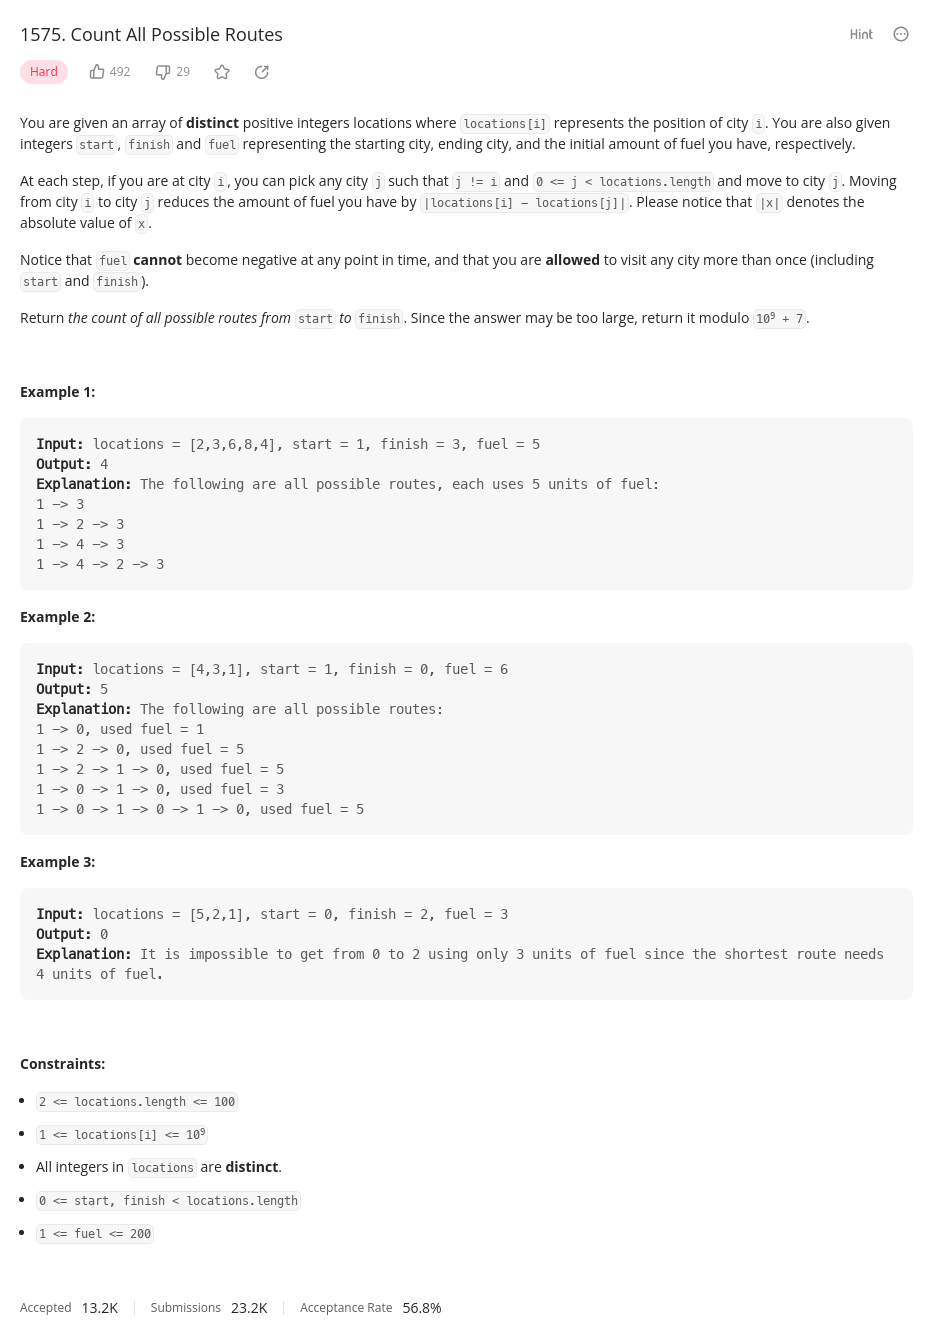 1575. Count All Possible Routes
Hint
Hard 492 29
You are given an array of distinct positive integers locations where locations[i] represents the position of city i. You are also given
integers start, finish and fuel representing the starting city, ending city, and the initial amount of fuel you have, respectively.
At each step, if you are at city i, you can pick any city j such that j != i and 0 <= j < locations.length and move to city j. Moving
from city i to city j reduces the amount of fuel you have by |locations[i] - locations[j]|. Please notice that |x| denotes the
absolute value of x.
Notice that fuel cannot become negative at any point in time, and that you are allowed to visit any city more than once (including
start and finish).
Return the count of all possible routes from start to finish. Since the answer may be too large, return it modulo 10⁹ + 7.
Example 1:
Input: locations = [2,3,6,8,4], start = 1, finish = 3, fuel = 5
Output: 4
Explanation: The following are all possible routes, each uses 5 units of fuel:
1 -> 3
1 -> 2 -> 3
1 -> 4 -> 3
1 -> 4 -> 2 -> 3
Example 2:
Input: locations = [4,3,1], start = 1, finish = 0, fuel = 6
Output: 5
Explanation: The following are all possible routes:
1 -> 0, used fuel = 1
1 -> 2 -> 0, used fuel = 5
1 -> 2 -> 1 -> 0, used fuel = 5
1 -> 0 -> 1 -> 0, used fuel = 3
1 -> 0 -> 1 -> 0 -> 1 -> 0, used fuel = 5
Example 3:
Input: locations = [5,2,1], start = 0, finish = 2, fuel = 3
Output: 0
Explanation: It is impossible to get from 0 to 2 using only 3 units of fuel since the shortest route needs
4 units of fuel.
Constraints:
2 <= locations.length <= 100
1 <= locations[i] <= 10⁹
All integers in locations are distinct.
0 <= start, finish < locations.length
1 <= fuel <= 200
Accepted 13.2K Submissions 23.2K Acceptance Rate 56.8%